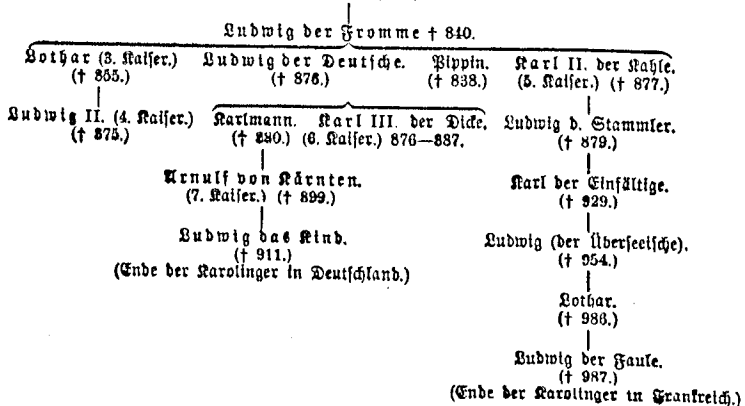 Ludwig der Fromme † 840.
Lothar (3. Kaiser.) Ludwig der Deutsche. Pippin. Karl II. der Kahle.
(† 855.) († 876.) († 838.) (5. Kaiser.) († 877.)
Ludwig II. (4. Kaiser.) Karlmann. Karl III. der Dicke. Ludwig d. Stammler.
(† 875.) († 880.) (6. Kaiser.) 876—887. († 879.)
Arnulf von Kärnten. Karl der Einfältige.
(7. Kaiser.) († 899.) († 929.)
Ludwig das Kind. Ludwig (der Überseeische).
(† 911.) († 954.)
(Ende der Karolinger in Deutschland.)
Lothar.
(† 986.)
Ludwig der Faule.
(† 987.)
(Ende der Karolinger in Frankreich.)